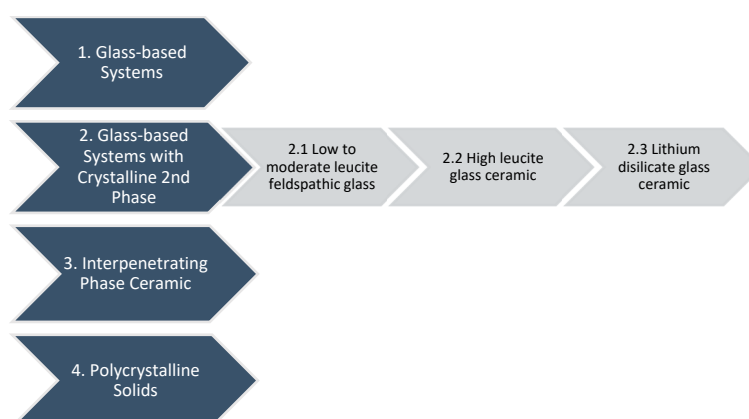 1. Glass-based
Systems
2. Glass-based
Systems with
Crystalline 2nd
Phase
2.1 Low to
moderate leucite
feldspathic glass
2.2 High leucite
glass ceramic
2.3 Lithium
disilicate glass
ceramic
3. Interpenetrating
Phase Ceramic
4. Polycrystalline
Solids